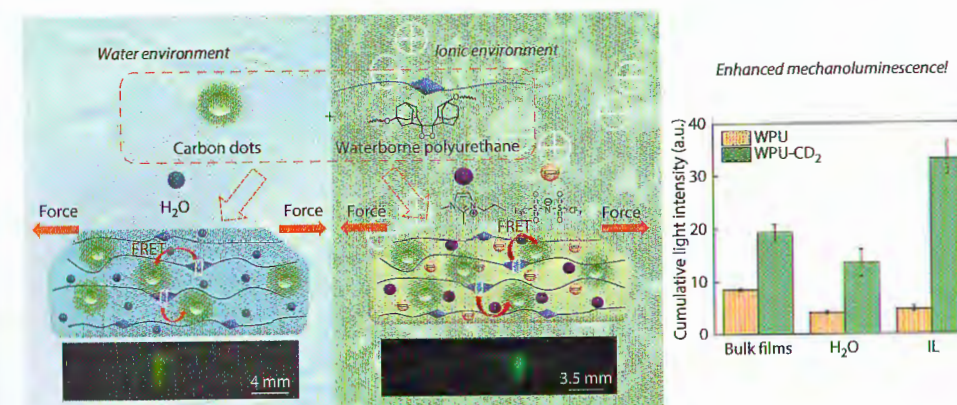 Water environment
Ionic environment
Enhanced mechanoluminescence!
Carbon dots
+
Waterborne polyurethane
H₂O
Force
Force
Force
Force
FRET
FRET
4 mm
3.5 mm
Cumulative light intensity (a.u.)
40
30
20
10
0
WPU
WPU-CD₂
Bulk films
H₂O
IL